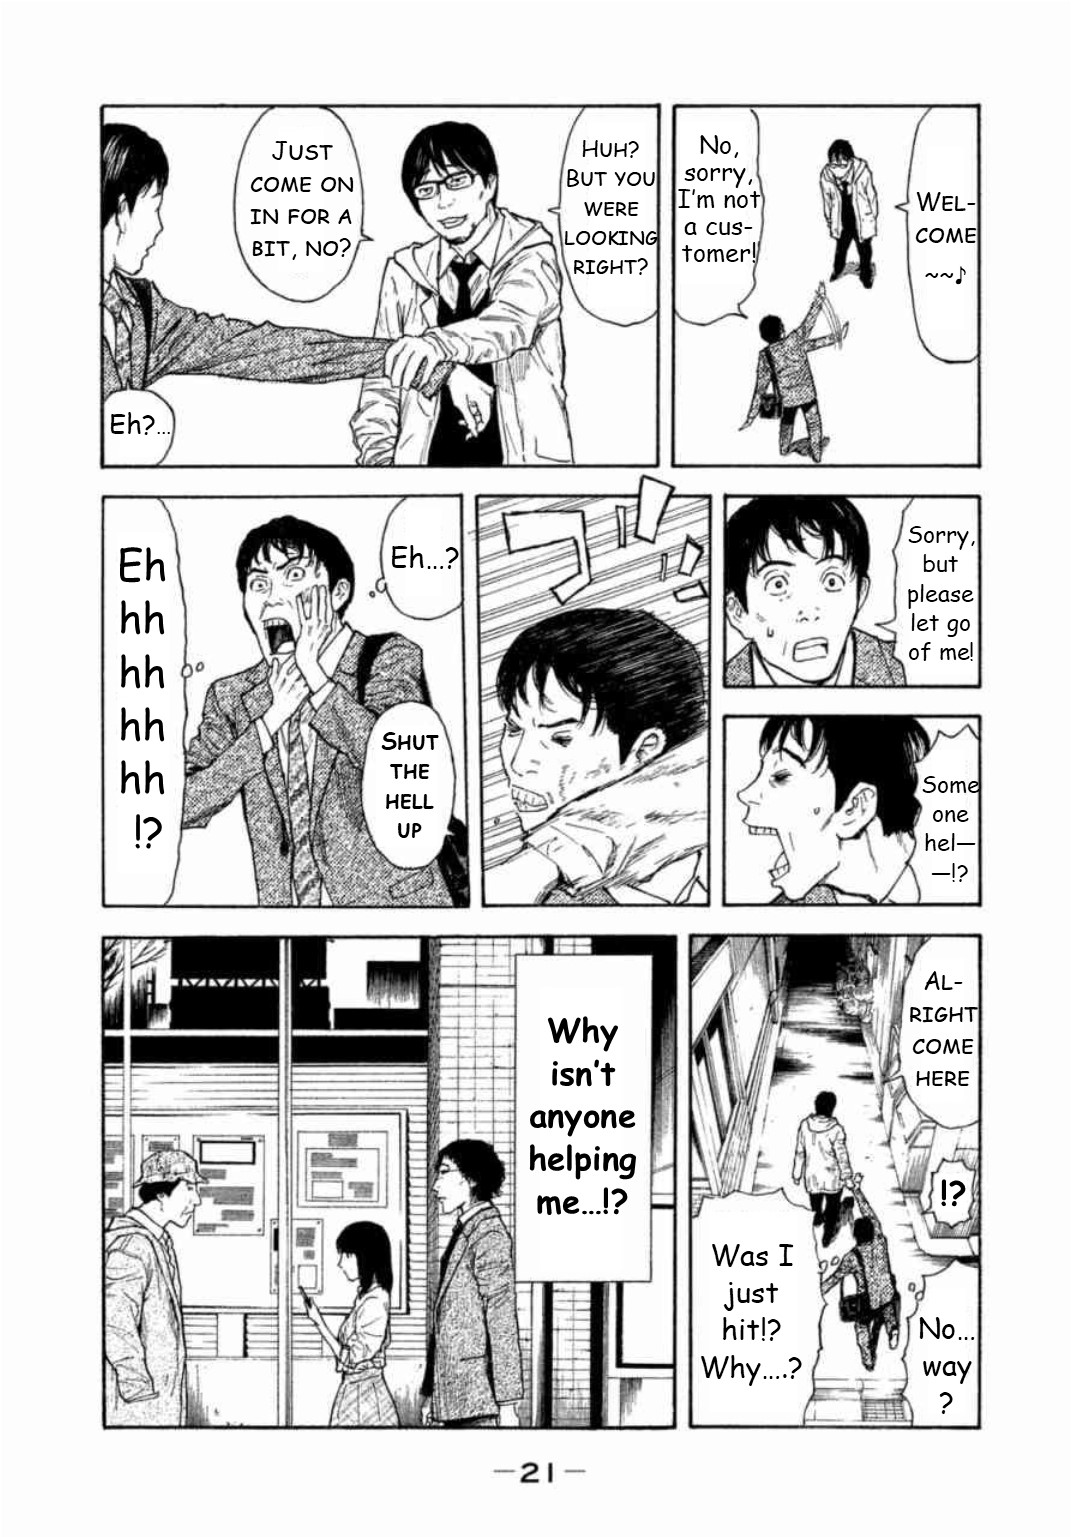 WEL-
COME
~~♪
No,
sorry,
I'm not
a cus-
tomer!
HUH?
BUT YOU
WERE
LOOKING
RIGHT?
JUST
COME ON
IN FOR A
BIT, NO?
Eh?...
Sorry,
but
please
let go
of me!
Some
one
hel—
—!?
Eh...?
SHUT
THE
HELL
UP
Eh
hh
hh
hh
hh
!?
AL-
RIGHT
COME
HERE
!?
No...
way
?
Was I
just
hit!?
Why....?
Why
isn't
anyone
helping
me...!?
—21—